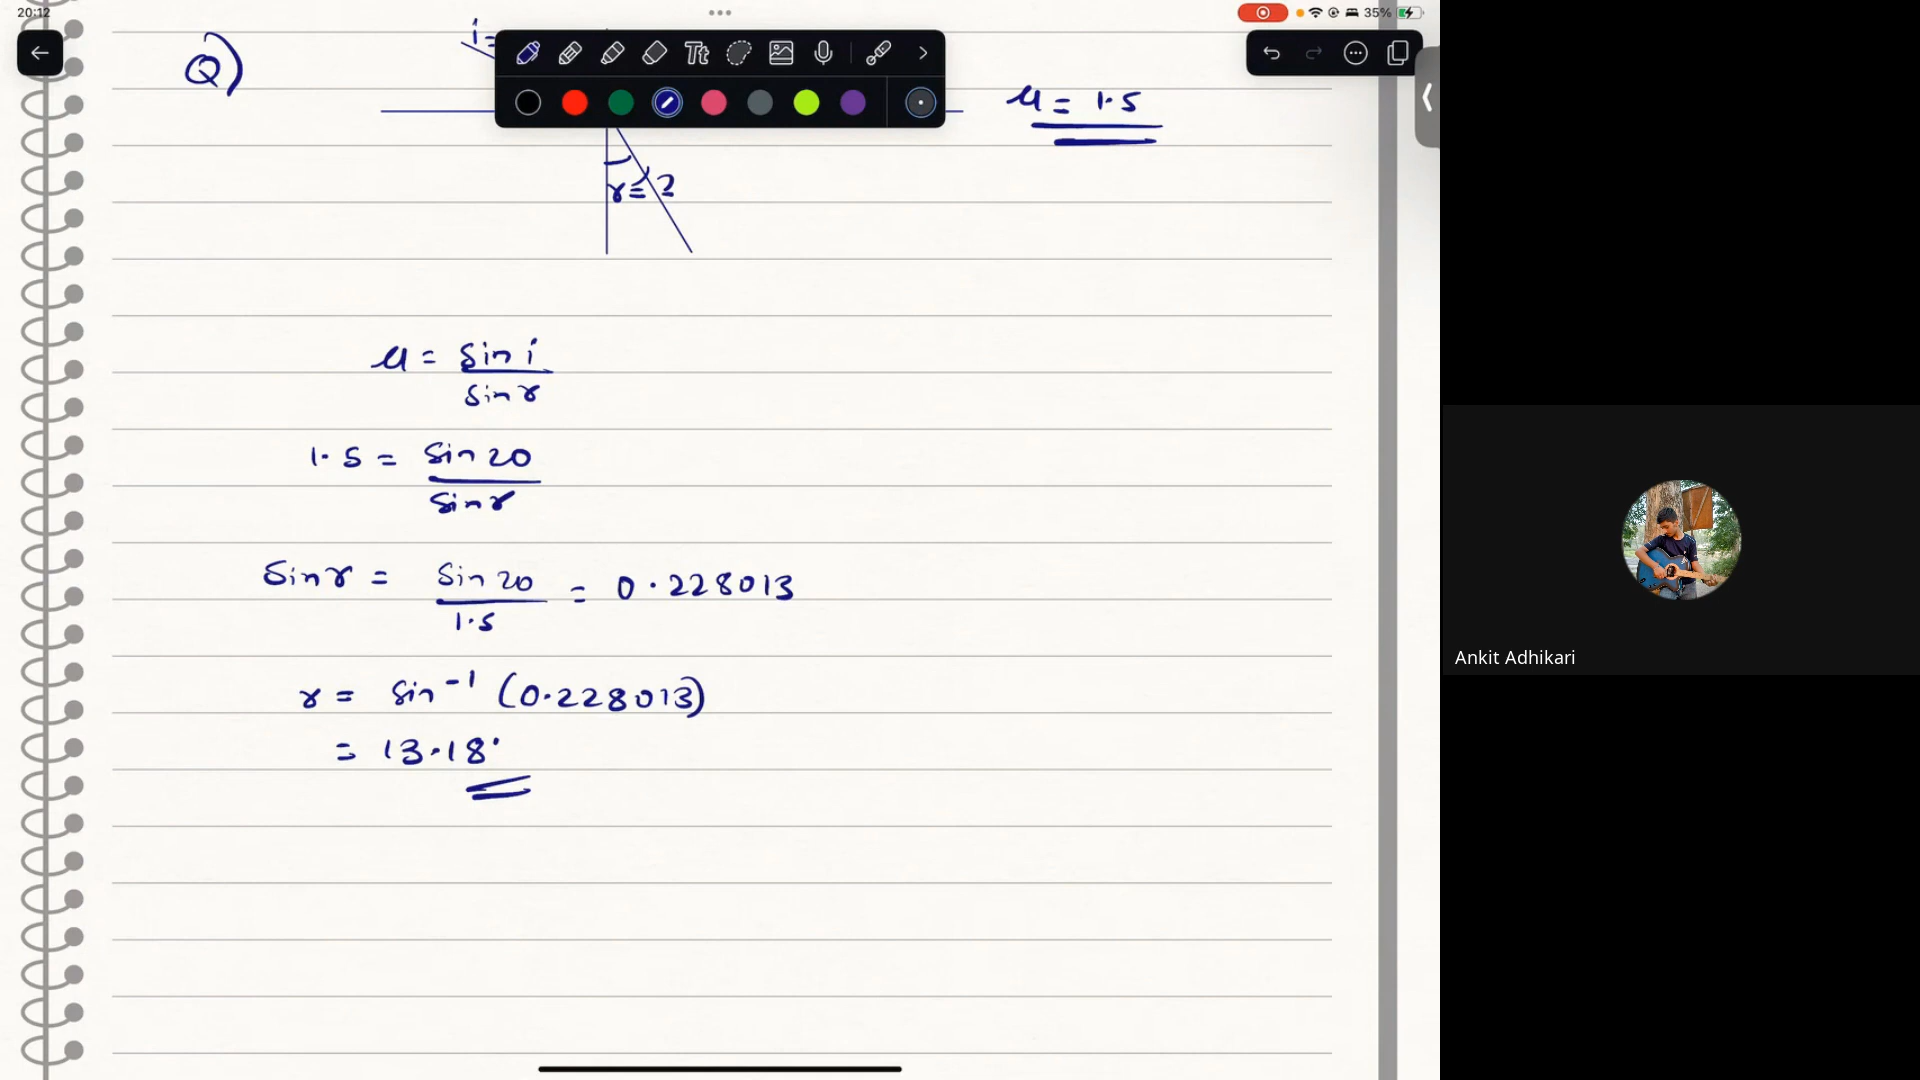 20:12
35%
Q)
i =
Tt
μ = 1.5
r = ?
μ = sin i / sin r
1.5 = sin 20 / sin r
sin r = sin 20 / 1.5 = 0.228013
r = sin⁻¹ (0.228013)
= 13.18°
Ankit Adhikari